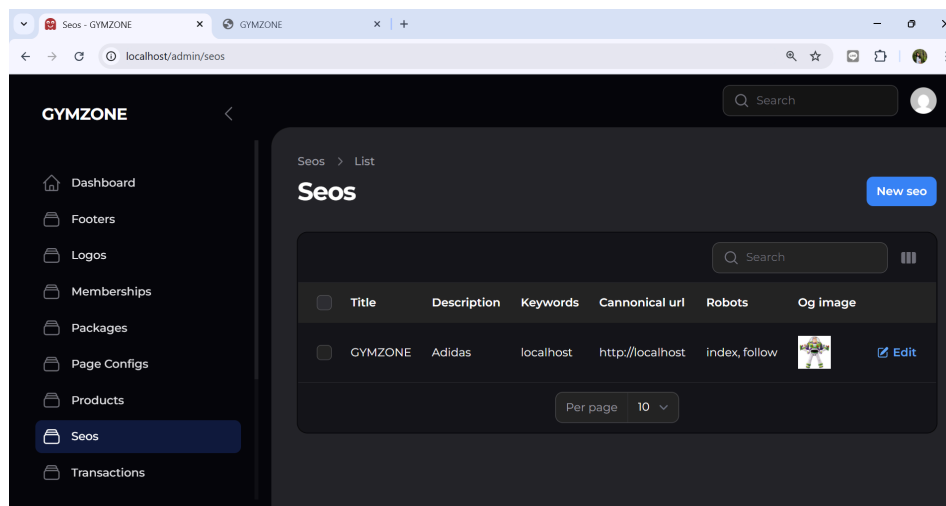 Seos - GYMZONE
GYMZONE
localhost/admin/seos
GYMZONE
Search
Dashboard
Footers
Logos
Memberships
Packages
Page Configs
Products
Seos
Transactions
Seos > List
Seos
New seo
Search
Title Description Keywords Cannonical url Robots Og image
GYMZONE Adidas localhost http://localhost index, follow Edit
Per page 10